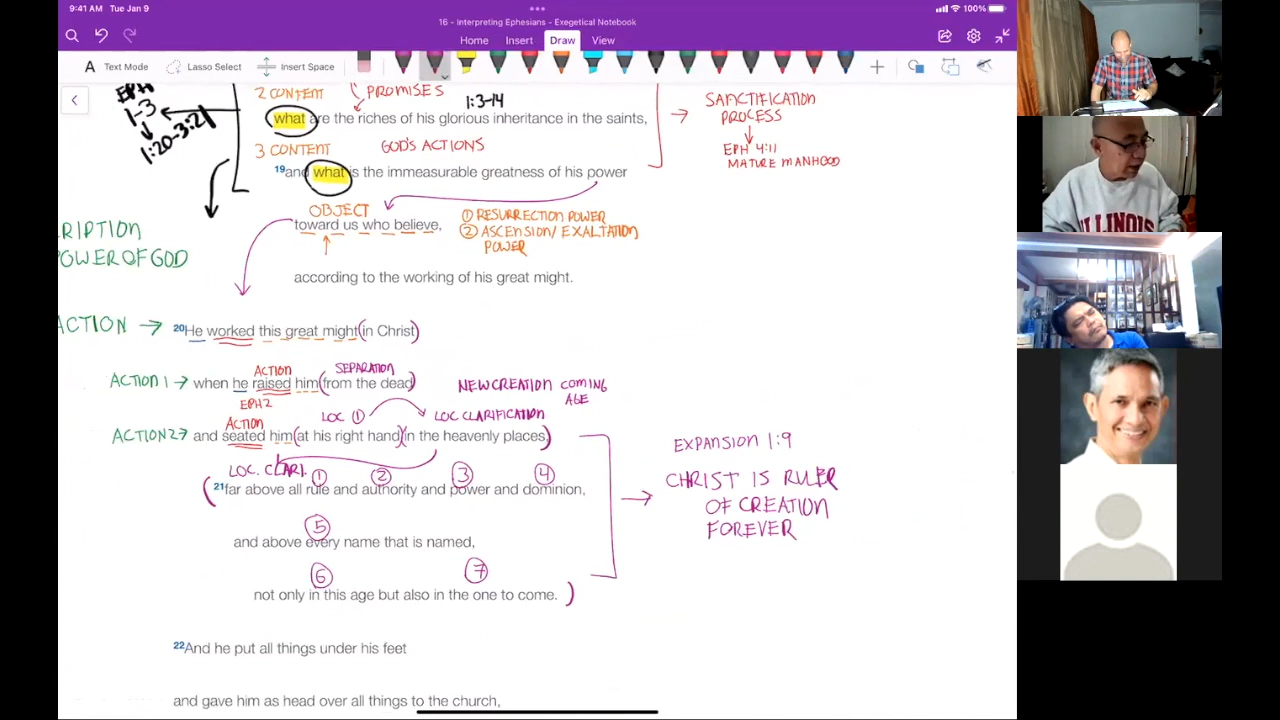 9:41 AM Tue Jan 9
100%
16 - Interpreting Ephesians - Exegetical Notebook
Home Insert Draw View
Text Mode Lasso Select Insert Space
EPH
1-3
1:20-3:21
2 CONTENT
PROMISES
1:3-14
what are the riches of his glorious inheritance in the saints,
SANCTIFICATION
PROCESS
EPH 4:11
MATURE MANHOOD
3 CONTENT
GOD'S ACTIONS
19and what is the immeasurable greatness of his power
OBJECT
toward us who believe,
① RESURRECTION POWER
② ASCENSION/EXALTATION
POWER
RIPTION
POWER OF GOD
according to the working of his great might.
ACTION →
20He worked this great might (in Christ)
ACTION SEPARATION
ACTION 1 → when he raised him (from the dead)
NEW CREATION COMING
AGE
EPH 2
ACTION LOC ① LOC CLARIFICATION
ACTION 2 → and seated him (at his right hand)(in the heavenly places)
EXPANSION 1:9
CHRIST IS RULER
OF CREATION
FOREVER
LOC. CLARI. ① ② ③ ④
(21far above all rule and authority and power and dominion,
⑤
and above every name that is named,
⑥ ⑦
not only in this age but also in the one to come. )
22And he put all things under his feet
and gave him as head over all things to the church,
ILLINOIS